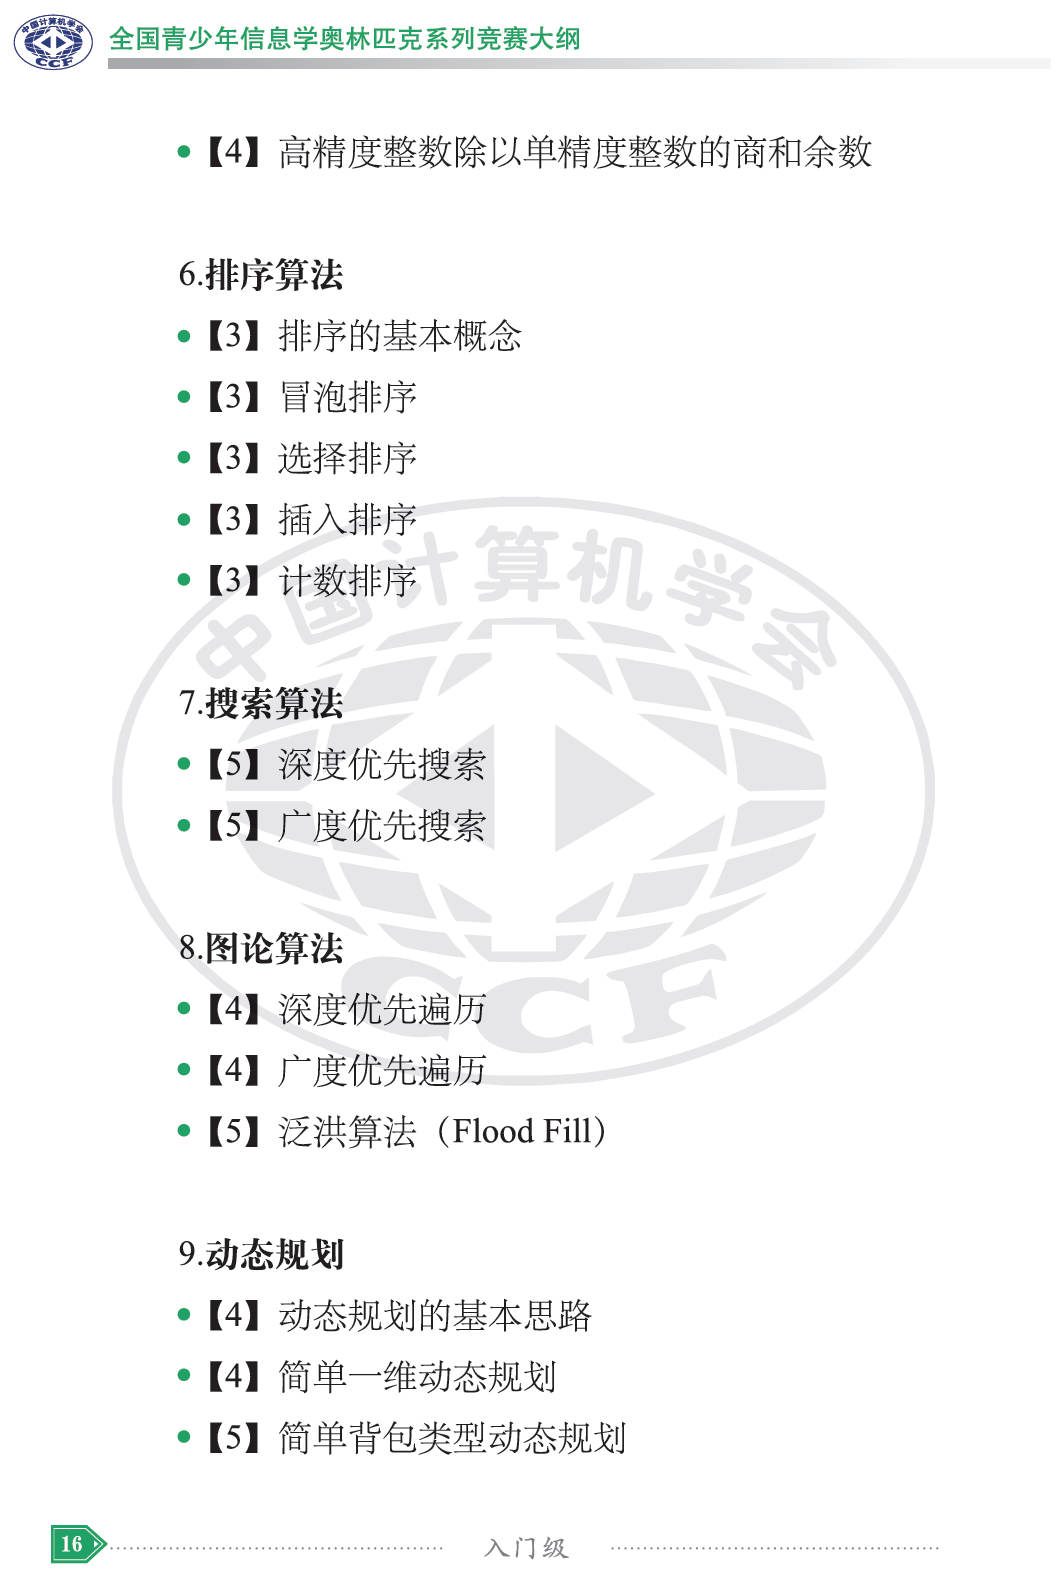 中国计算机学会
CCF
全国青少年信息学奥林匹克系列竞赛大纲
●【4】高精度整数除以单精度整数的商和余数
6.排序算法
●【3】排序的基本概念
●【3】冒泡排序
●【3】选择排序
●【3】插入排序
●【3】计数排序
中国计算机学会
7.搜索算法
●【5】深度优先搜索
●【5】广度优先搜索
8.图论算法
CCF
●【4】深度优先遍历
●【4】广度优先遍历
●【5】泛洪算法（Flood Fill）
9.动态规划
●【4】动态规划的基本思路
●【4】简单一维动态规划
●【5】简单背包类型动态规划
16
入门级